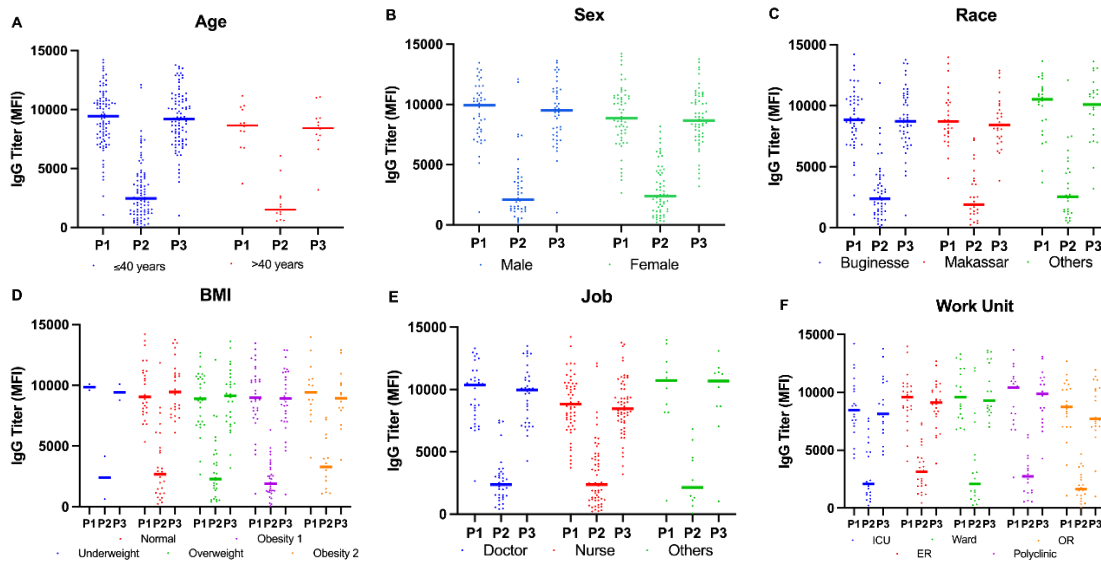 A
Age
IgG Titer (MFI)
15000
10000
5000
0
P1 P2 P3 P1 P2 P3
≤40 years >40 years
B
Sex
IgG Titer (MFI)
15000
10000
5000
0
P1 P2 P3 P1 P2 P3
Male Female
C
Race
IgG Titer (MFI)
15000
10000
5000
0
P1 P2 P3 P1 P2 P3 P1 P2 P3
Buginesse Makassar Others
D
BMI
IgG Titer (MFI)
15000
10000
5000
0
P1P2P3 P1P2P3 P1P2P3 P1P2P3 P1P2P3
Normal Obesity 1
Underweight Overweight Obesity 2
E
Job
IgG Titer (MFI)
15000
10000
5000
0
P1 P2 P3 P1 P2 P3 P1 P2 P3
Doctor Nurse Others
F
Work Unit
IgG Titer (MFI)
15000
10000
5000
0
P1P2P3 P1P2P3 P1P2P3 P1P2P3 P1P2P3
ICU Ward OR
ER Polyclinic